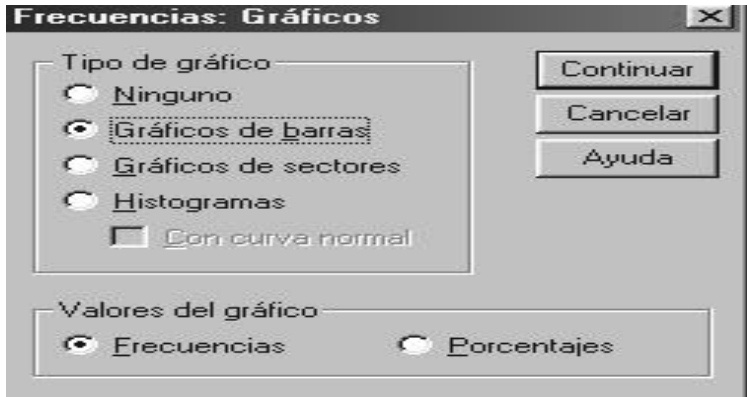 Frecuencias: Gráficos
Tipo de gráfico
Ninguno
Gráficos de barras
Gráficos de sectores
Histogramas
Con curva normal
Continuar
Cancelar
Ayuda
Valores del gráfico
Frecuencias
Porcentajes